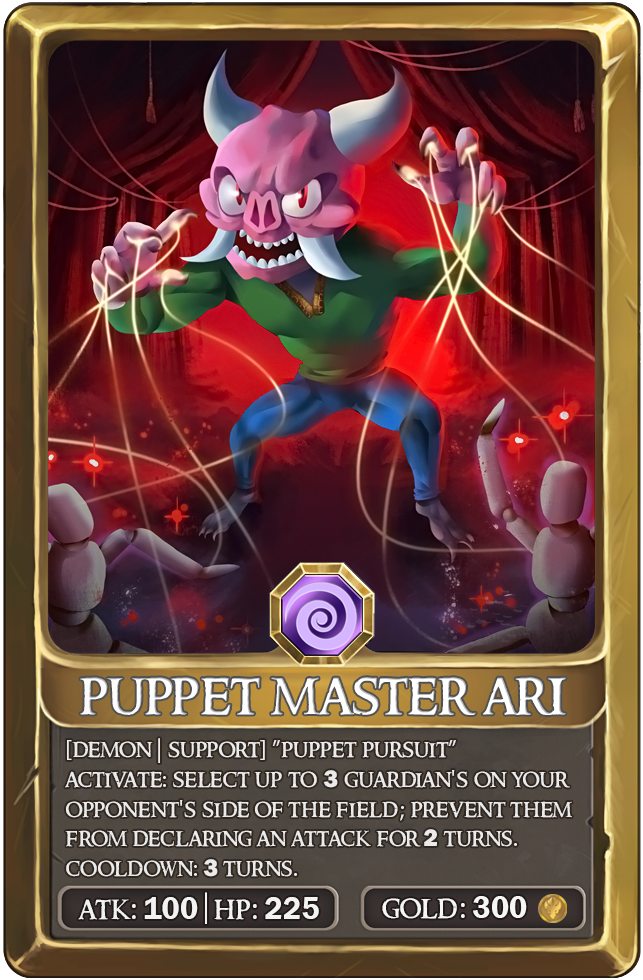 PUPPET MASTER ARI
[DEMON | SUPPORT] "PUPPET PURSUIT"
ACTIVATE: SELECT UP TO 3 GUARDIAN'S ON YOUR
OPPONENT'S SIDE OF THE FIELD; PREVENT THEM
FROM DECLARING AN ATTACK FOR 2 TURNS.
COOLDOWN: 3 TURNS.
ATK: 100 | HP: 225 GOLD: 300